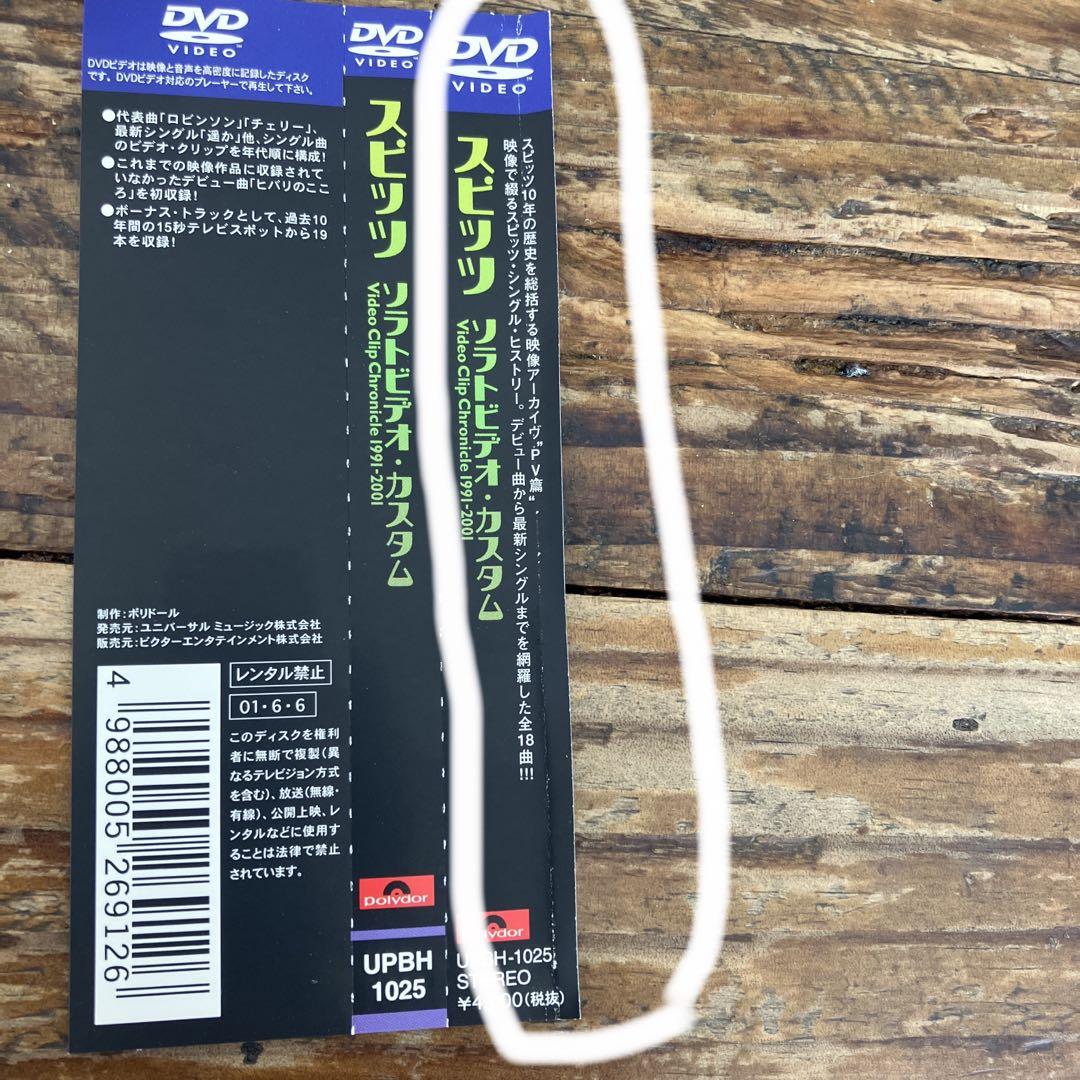 DVD
VIDEO™
DVDビデオは映像と音声を高密度に記録したディスク
です。DVDビデオ対応のプレーヤーで再生して下さい。
●代表曲「ロビンソン」「チェリー」、
最新シングル「遥か」他、シングル曲
のビデオ・クリップを年代順に構成!
●これまでの映像作品に収録されて
いなかったデビュー曲「ヒバリのここ
ろ」を初収録!
●ボーナス・トラックとして、過去10
年間の15秒テレビスポットから19
本を収録!
制作:ポリドール
発売元:ユニバーサル ミュージック株式会社
販売元:ビクターエンタテインメント株式会社
4 988005 269126
レンタル禁止
01・6・6
このディスクを権利
者に無断で複製(異
なるテレビジョン方式
を含む)、放送(無線・
有線)、公開上映、レ
ンタルなどに使用す
ることは法律で禁止
されています。
DVD
VIDEO™
スピッツ ソラトビデオ・カスタム
Video Clip Chronicle 1991-2001
polydor
UPBH
1025
DVD
VIDEO™
スピッツ10年の歴史を総括する映像アーカイヴ"PV篇"。
映像で綴るスピッツ・シングル・ヒストリー。デビュー曲から最新シングルまでを網羅した全18曲!!!
スピッツ ソラトビデオ・カスタム
Video Clip Chronicle 1991-2001
-1025
(税抜)